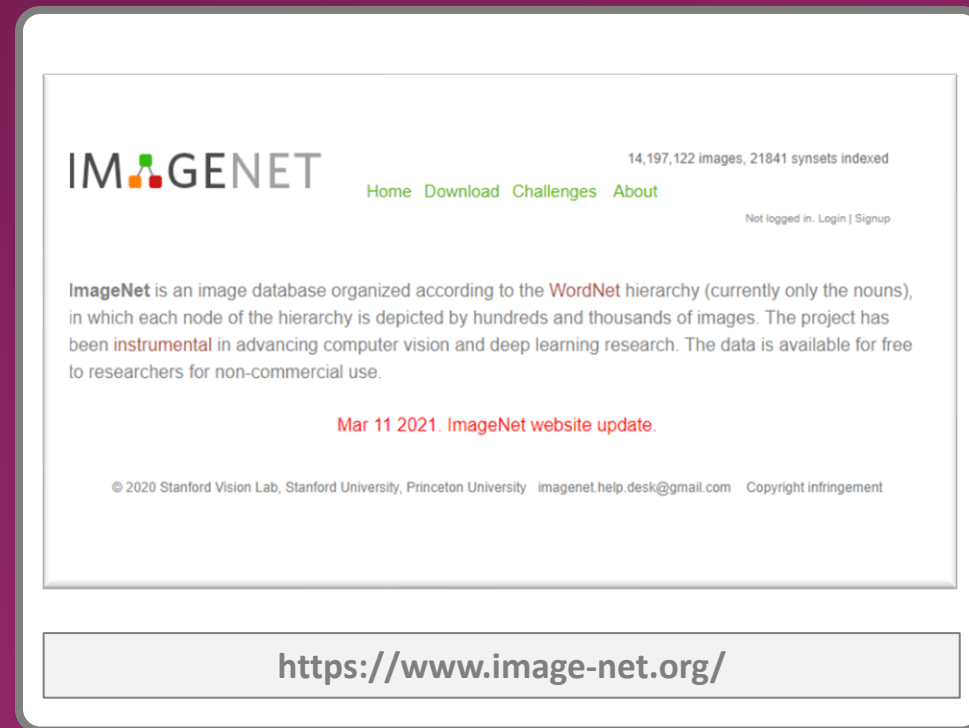 IMAGENET
14,197,122 images, 21841 synsets indexed
Home Download Challenges About
Not logged in. Login | Signup
ImageNet is an image database organized according to the WordNet hierarchy (currently only the nouns),
in which each node of the hierarchy is depicted by hundreds and thousands of images. The project has
been instrumental in advancing computer vision and deep learning research. The data is available for free
to researchers for non-commercial use.
Mar 11 2021. ImageNet website update.
© 2020 Stanford Vision Lab, Stanford University, Princeton University imagenet.help.desk@gmail.com Copyright infringement
https://www.image-net.org/